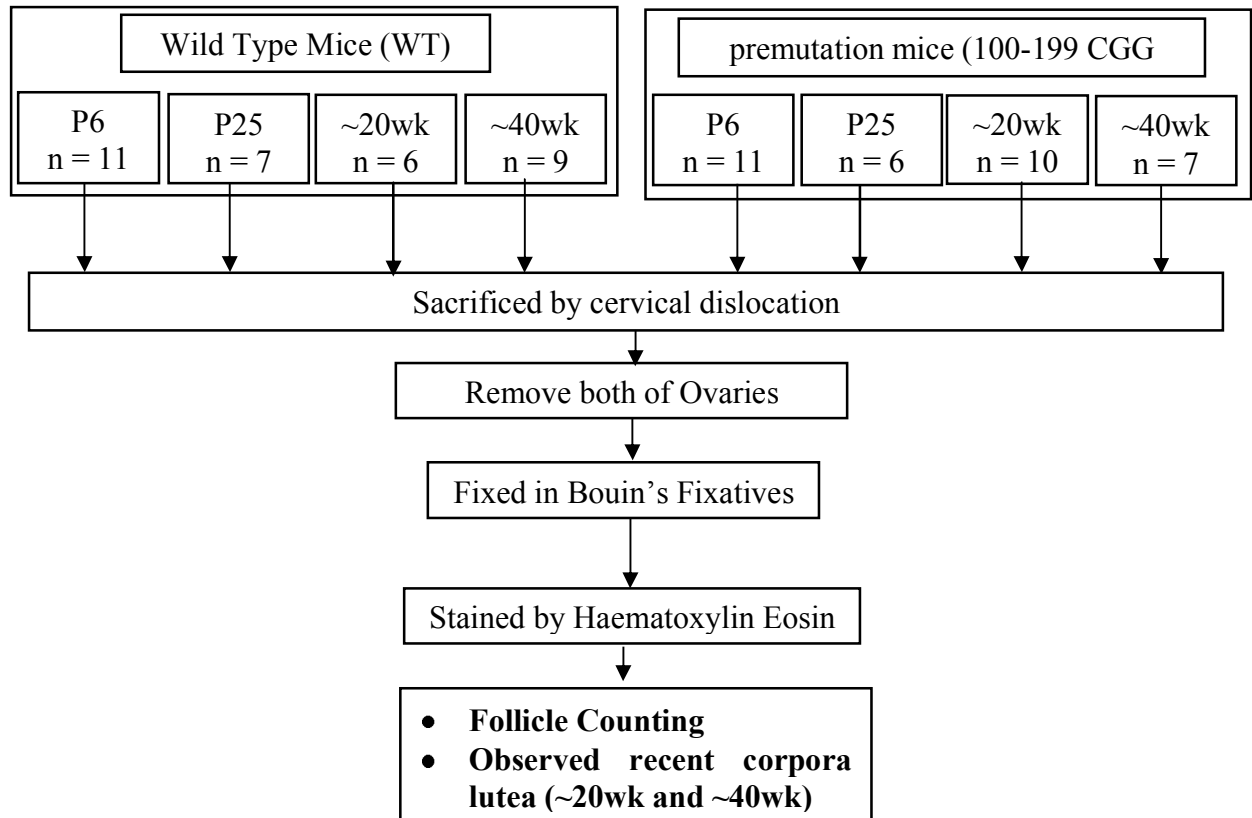 Wild Type Mice (WT)
premutation mice (100-199 CGG
P6
n = 11
P25
n = 7
~20wk
n = 6
~40wk
n = 9
P6
n = 11
P25
n = 6
~20wk
n = 10
~40wk
n = 7
Sacrificed by cervical dislocation
Remove both of Ovaries
Fixed in Bouin’s Fixatives
Stained by Haematoxylin Eosin
● Follicle Counting
● Observed recent corpora
lutea (~20wk and ~40wk)